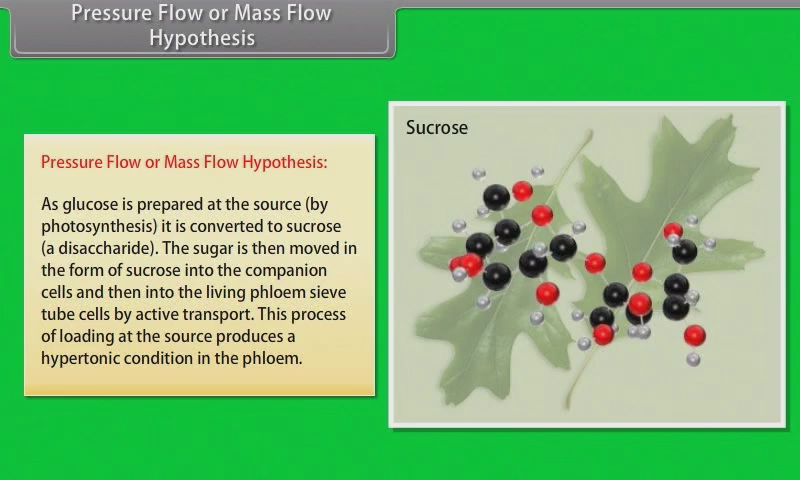 Pressure Flow or Mass Flow
Hypothesis
Pressure Flow or Mass Flow Hypothesis:
As glucose is prepared at the source (by
photosynthesis) it is converted to sucrose
(a disaccharide). The sugar is then moved in
the form of sucrose into the companion
cells and then into the living phloem sieve
tube cells by active transport. This process
of loading at the source produces a
hypertonic condition in the phloem.
Sucrose